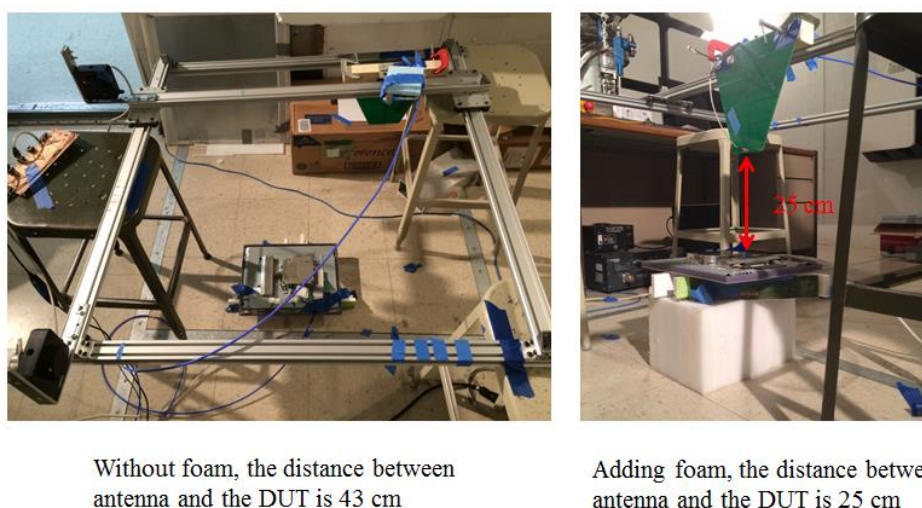 25 cm
Without foam, the distance between
antenna and the DUT is 43 cm
Adding foam, the distance betwe
antenna and the DUT is 25 cm